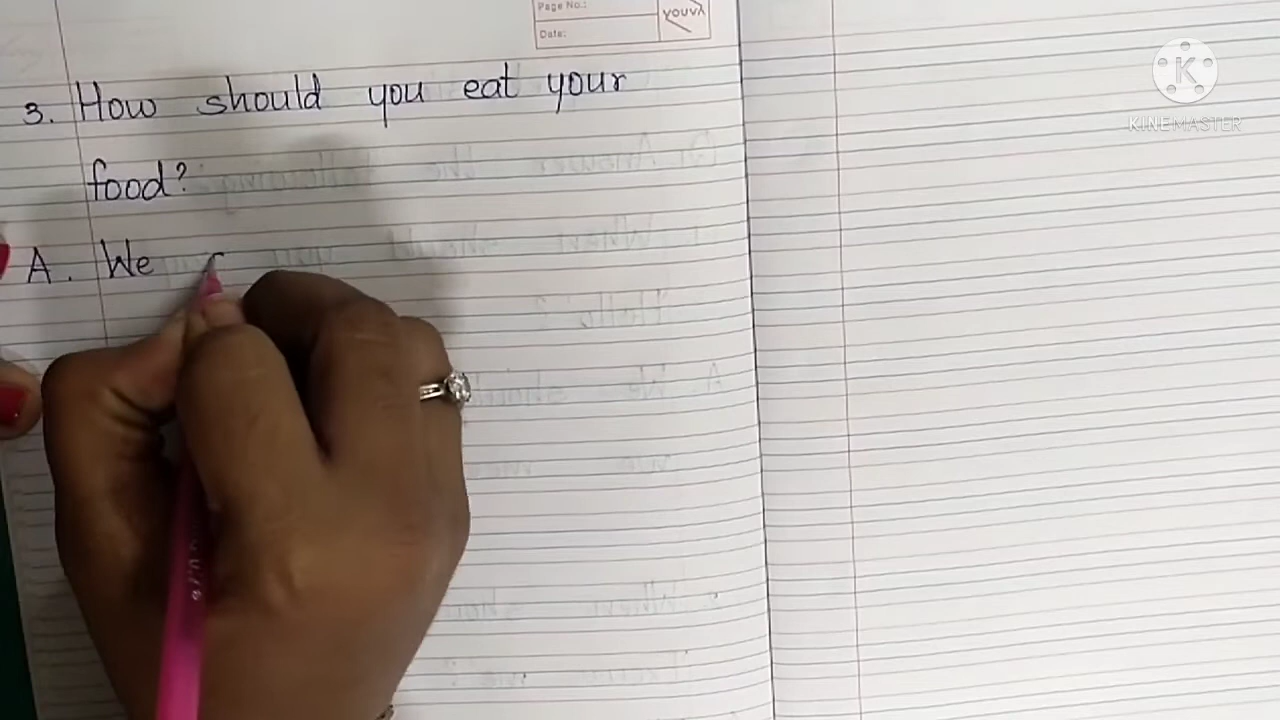 Page No.:
Date:
YOUVA
KINEMASTER
3. How should you eat your
food?
A. We